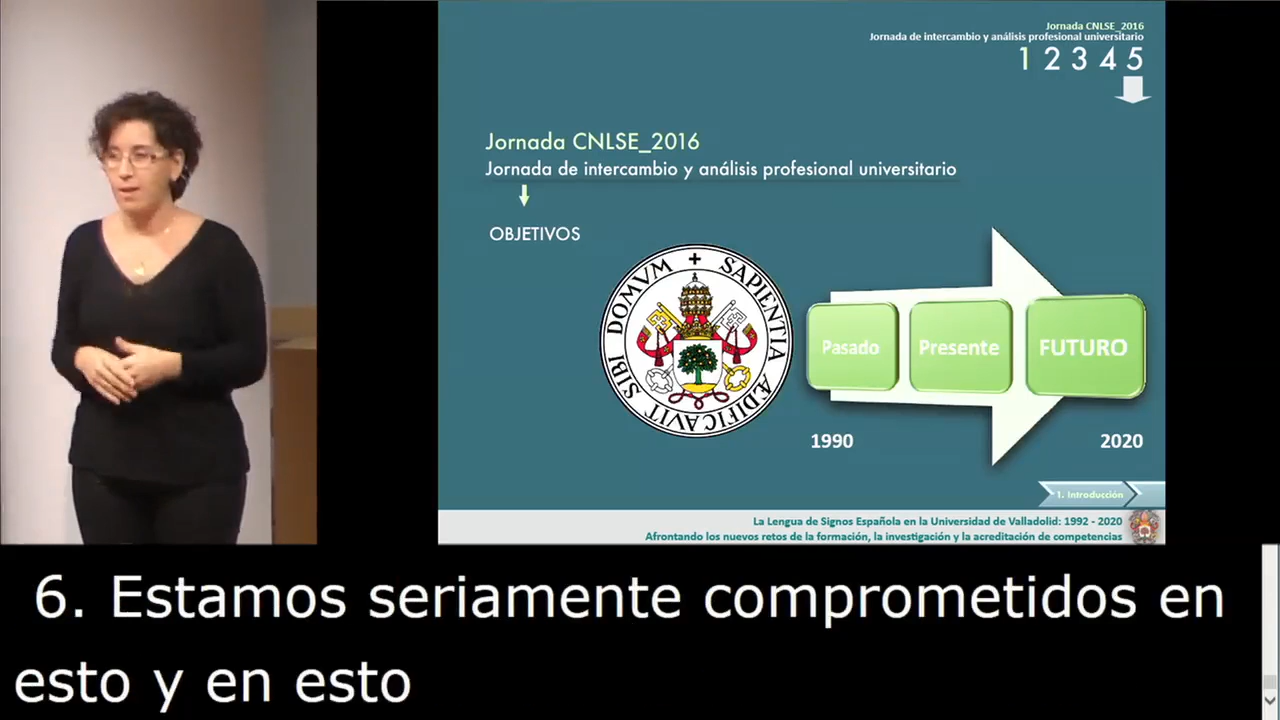 Jornada CNLSE_2016
Jornada de intercambio y análisis profesional universitario
1 2 3 4 5
Jornada CNLSE_2016
Jornada de intercambio y análisis profesional universitario
OBJETIVOS
SIBI DOMVM + SAPIENTIA ÆDIFICAVIT
Pasado
Presente
FUTURO
1990
2020
1. Introducción
La Lengua de Signos Española en la Universidad de Valladolid: 1992 - 2020
Afrontando los nuevos retos de la formación, la investigación y la acreditación de competencias
6. Estamos seriamente comprometidos en
esto y en esto